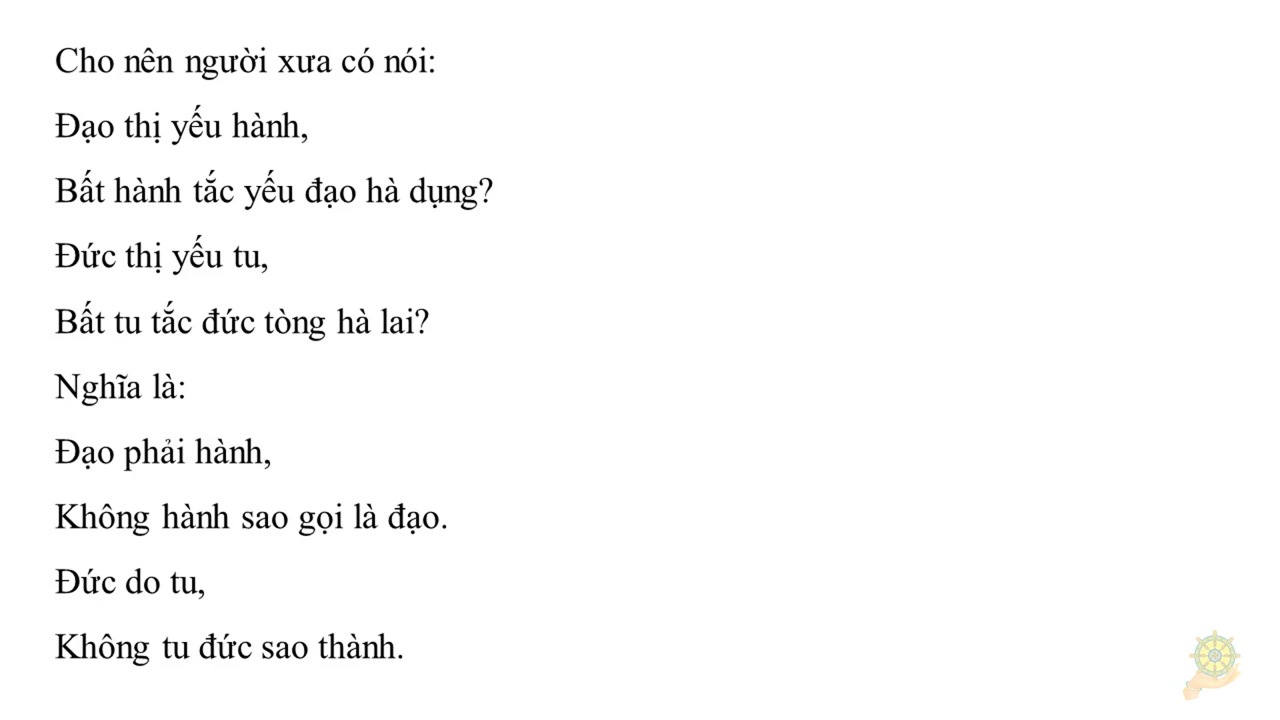 Cho nên người xưa có nói:
Đạo thị yếu hành,
Bất hành tắc yếu đạo hà dụng?
Đức thị yếu tu,
Bất tu tắc đức tòng hà lai?
Nghĩa là:
Đạo phải hành,
Không hành sao gọi là đạo.
Đức do tu,
Không tu đức sao thành.